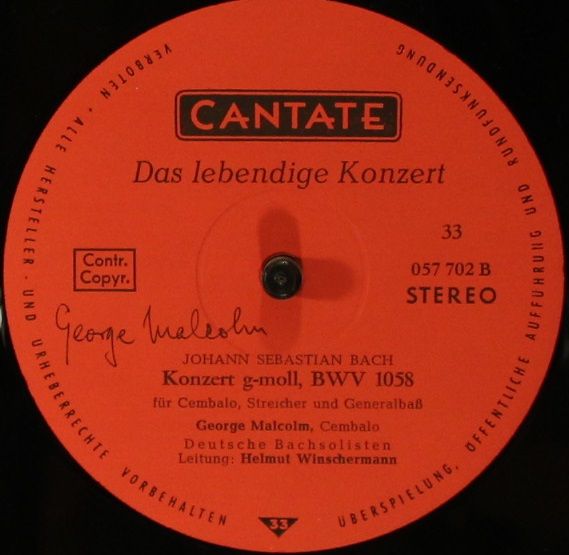 CANTATE
Das lebendige Konzert
33
057 702 B
STEREO
Contr.
Copyr.
George Malcolm
JOHANN SEBASTIAN BACH
Konzert g-moll, BWV 1058
für Cembalo, Streicher und Generalbaß
George Malcolm, Cembalo
Deutsche Bachsolisten
Leitung: Helmut Winschermann
33
ALLE HERSTELLER- UND URHEBERRECHTE VORBEHALTEN
ÜBERSPIELUNG, ÖFFENTLICHE AUFFÜHRUNG UND RUNDFUNKSENDUNG VERBOTEN •